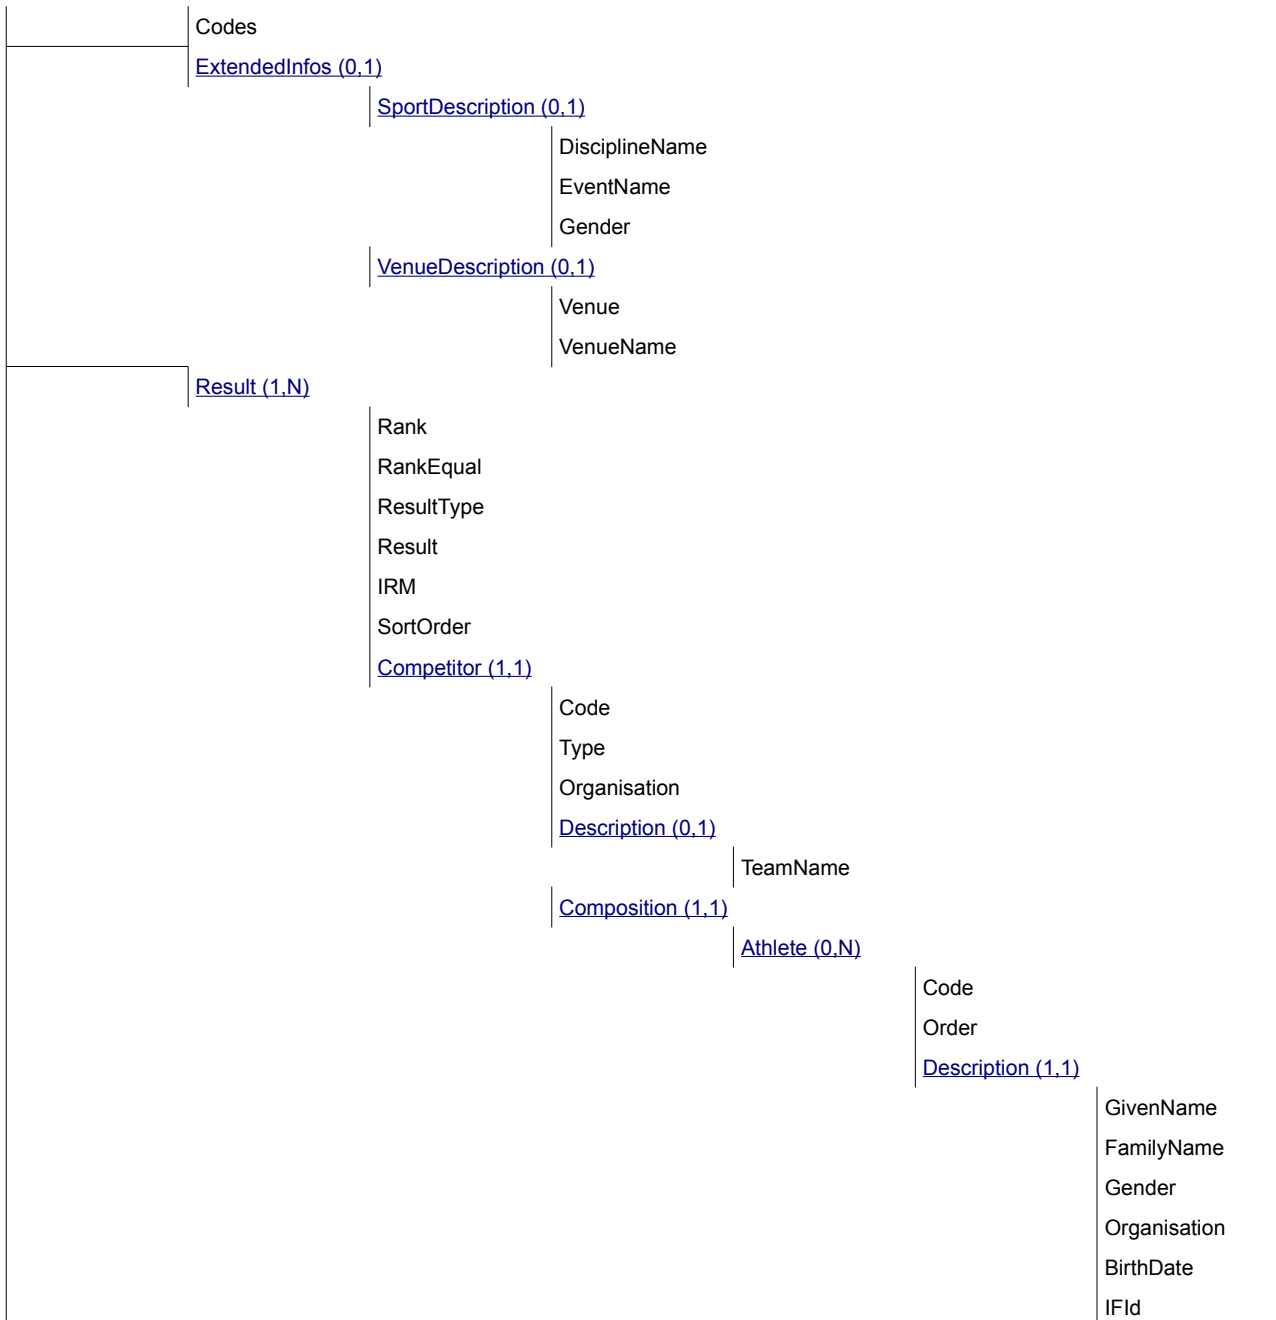 Codes
ExtendedInfos (0,1)
SportDescription (0,1)
DisciplineName
EventName
Gender
VenueDescription (0,1)
Venue
VenueName
Result (1,N)
Rank
RankEqual
ResultType
Result
IRM
SortOrder
Competitor (1,1)
Code
Type
Organisation
Description (0,1)
TeamName
Composition (1,1)
Athlete (0,N)
Code
Order
Description (1,1)
GivenName
FamilyName
Gender
Organisation
BirthDate
IFId